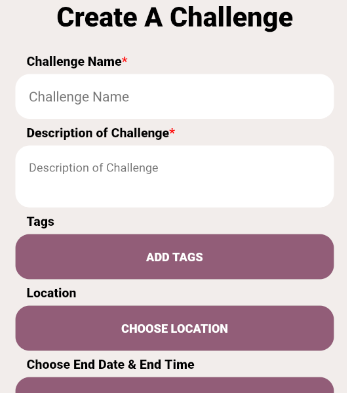 Create A Challenge
Challenge Name*
Challenge Name
Description of Challenge*
Description of Challenge
Tags
ADD TAGS
Location
CHOOSE LOCATION
Choose End Date & End Time